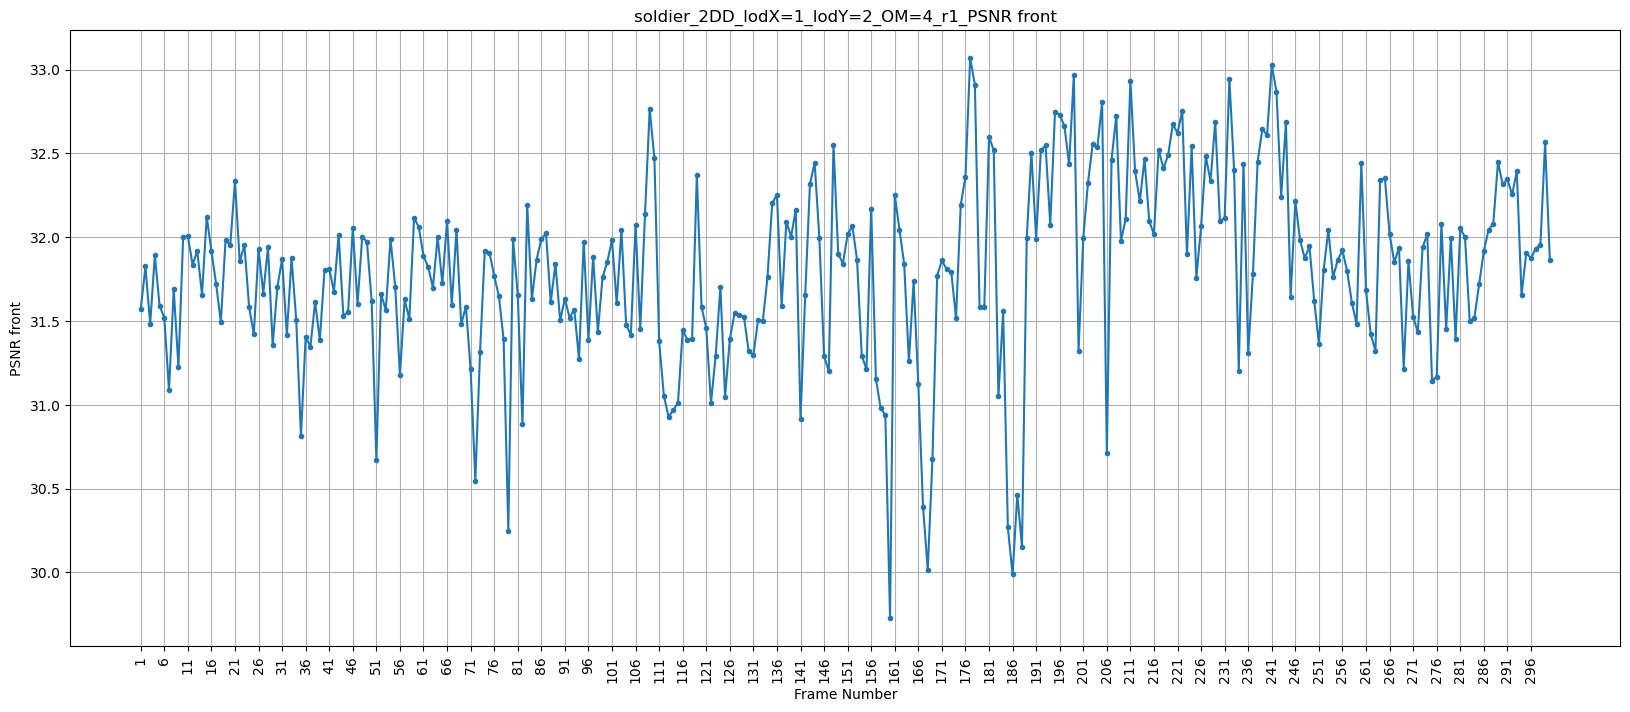 soldier_2DD_lodX=1_lodY=2_OM=4_r1_PSNR front
PSNR front
33.0
32.5
32.0
31.5
31.0
30.5
30.0
1 6 11 16 21 26 31 36 41 46 51 56 61 66 71 76 81 86 91 96 101 106 111 116 121 126 131 136 141 146 151 156 161 166 171 176 181 186 191 196 201 206 211 216 221 226 231 236 241 246 251 256 261 266 271 276 281 286 291 296
Frame Number